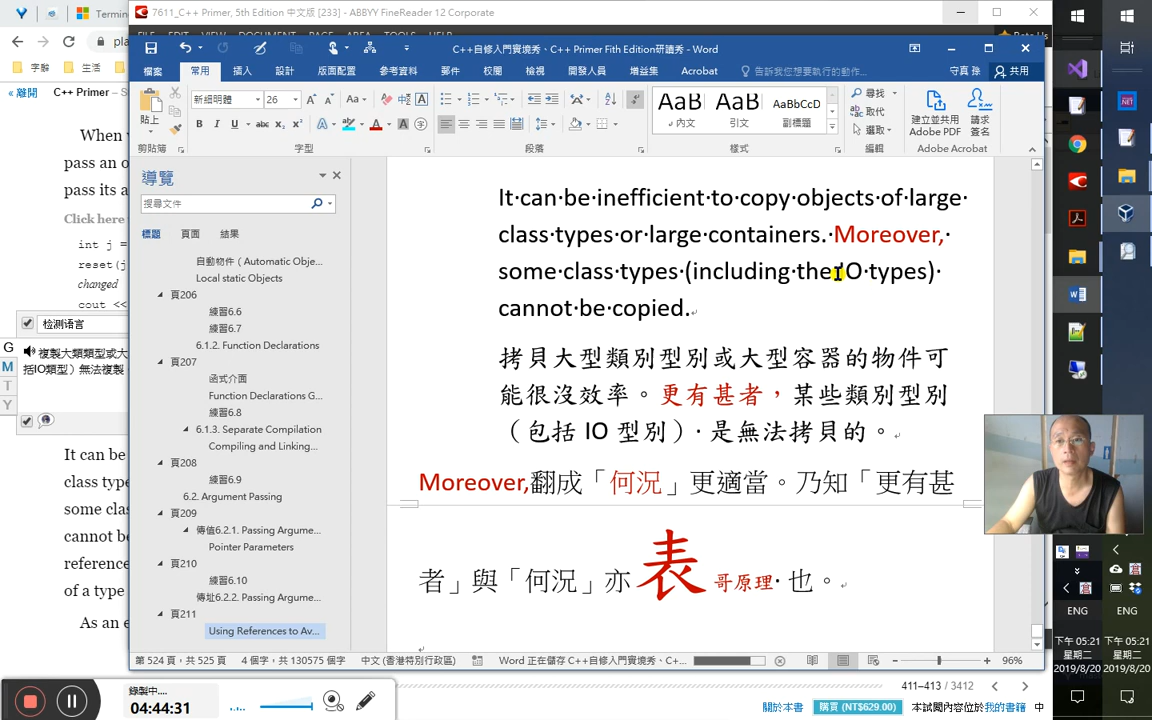 7611_C++ Primer, 5th Edition 中文版 [233] - ABBYY FineReader 12 Corporate
C++自修入門實境秀、C++ Primer Fifth Edition研讀秀 - Word
檔案 常用 插入 設計 版面配置 參考資料 郵件 校閱 檢視 開發人員 增益集 Acrobat 告訴我您想要執行的動作... 守真 孫 共用
貼上
新細明體 26
B I U abc x₂ x²
AaBbC AaBbC AaBbCcD
內文 引文 副標題
尋找
取代
選取
建立並共用 Adobe PDF
請求簽名
剪貼簿 字型 段落 樣式 編輯 Adobe Acrobat
導覽
搜尋文件
標題 頁面 結果
自動物件（Automatic Obje...
Local static Objects
頁206
練習6.6
練習6.7
6.1.2. Function Declarations
頁207
函式介面
Function Declarations G...
練習6.8
6.1.3. Separate Compilation
Compiling and Linking...
頁208
練習6.9
6.2. Argument Passing
頁209
傳值6.2.1. Passing Argume...
Pointer Parameters
頁210
練習6.10
傳址6.2.2. Passing Argume...
頁211
Using References to Av...
It can be inefficient to copy objects of large
class types or large containers. Moreover,
some class types (including the IO types)
cannot be copied.
拷貝大型類別型別或大型容器的物件可
能很沒效率。更有甚者，某些類別型別
（包括 IO 型別） 是無法拷貝的。
Moreover,翻成「何況」更適當。乃知「更有甚
者」與「何況」亦表哥原理 也。
第 524 頁，共 525 頁 4 個字，共 130575 個字 中文 (香港特別行政區) Word 正在儲存 C++自修入門實境秀、C+... 96%
Termin
字辭 生活
離開 C++ Primer
When
pass an o
pass its a
Click here
int j =
reset(j
changed
cout <<
检测语言
G
M
T
Y
複製大類類型或大
括IO類型）無法複製
It can be
class type
some clas
cannot be
reference
of a type
As an e
411–413 / 3412
關於本書 購買 (NT$629.00) 本試閱內容位於我的書籍 中
錄製中....
04:44:31
ENG
下午 05:21
星期二
2019/8/20
ENG
下午 05:21
星期二
2019/8/20